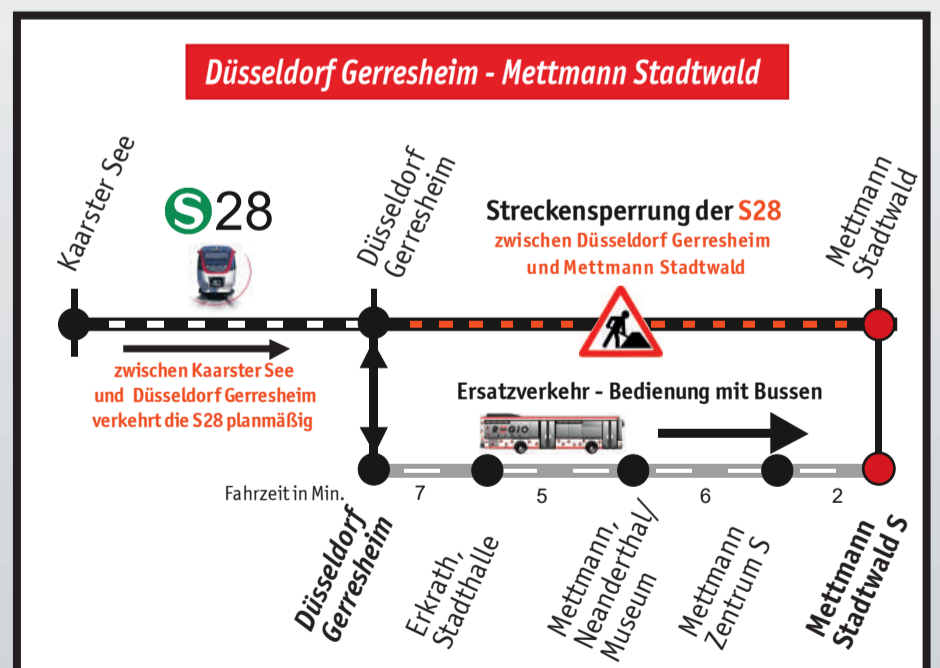 Düsseldorf Gerresheim - Mettmann Stadtwald
Kaarster See
S28
Düsseldorf
Gerresheim
Streckensperrung der S28
zwischen Düsseldorf Gerresheim
und Mettmann Stadtwald
Mettmann
Stadtwald
zwischen Kaarster See
und Düsseldorf Gerresheim
verkehrt die S28 planmäßig
Ersatzverkehr - Bedienung mit Bussen
Fahrzeit in Min.
7
5
6
2
Düsseldorf
Gerresheim
Erkrath,
Stadthalle
Mettmann,
Neanderthal/
Museum
Mettmann
Zentrum S
Mettmann
Stadtwald S